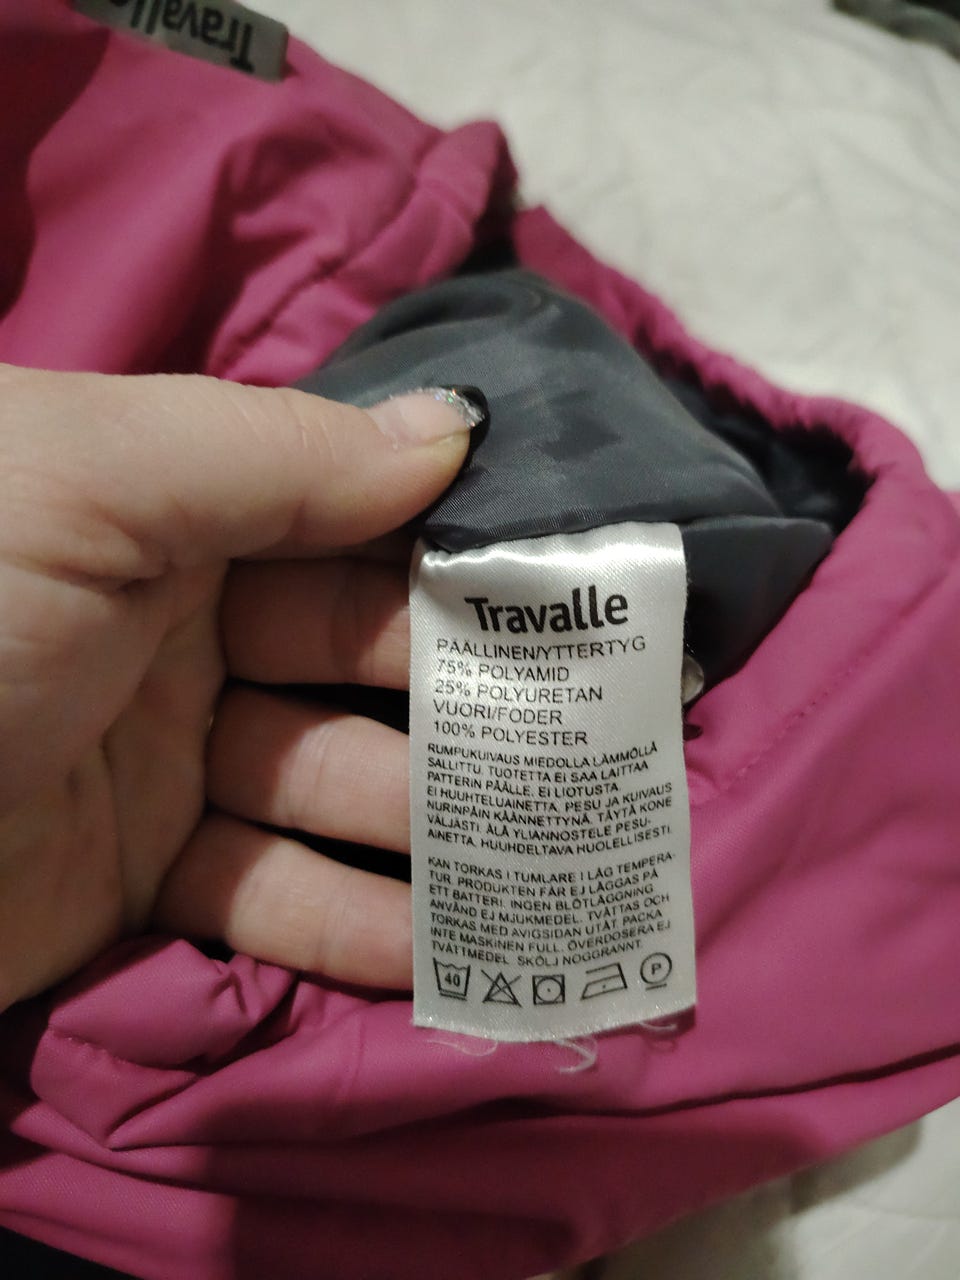 Travalle
Travalle
PÄÄLLINEN/YTTERTYG
75% POLYAMID
25% POLYURETAN
VUORI/FODER
100% POLYESTER
RUMPUKUIVAUS MIEDOLLA LÄMMÖLLÄ
SALLITTU. TUOTETTA EI SAA LAITTAA
PATTERIN PÄÄLLE. EI LIOTUSTA
EI HUUHTELUAINETTA. PESU JA KUIVAUS
NURINPÄIN KÄÄNNETTYNÄ. TÄYTÄ KONE
VÄLJÄSTI. ÄLÄ YLIANNOSTELE PESU-
AINETTA. HUUHDELTAVA HUOLELLISESTI.
KAN TORKAS I TUMLARE I LÅG TEMPERA-
TUR. PRODUKTEN FÅR EJ LÄGGAS PÅ
ETT BATTERI. INGEN BLÖTLÄGGNING
ANVÄND EJ MJUKMEDEL. TVÄTTAS OCH
TORKAS MED AVIGSIDAN UTÅT. PACKA
INTE MASKINEN FULL. ÖVERDOSERA EJ
TVÄTTMEDEL. SKÖLJ NOGGRANNT.
40 P